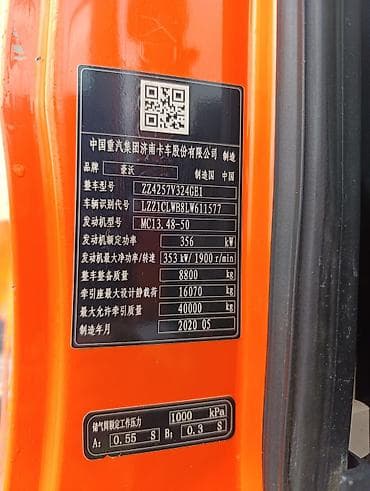 中国重汽集团济南卡车股份有限公司 制造
品牌 豪沃 制造国 中国
整车型号 ZZ4257V324GE1
车辆识别代号 LZZ1CLWB8LW611577
发动机型号 MC13.48-50
发动机额定功率 356 kW
发动机最大净功率/转速 353 kW/ 1900 r/min
整车整备质量 8800 kg
牵引座最大设计静载荷 16070 kg
最大允许牵引质量 40000 kg
制造年月 2020 05
储气筒额定工作压力 1000 kPa
A: 0.55 S B: 0.3 S